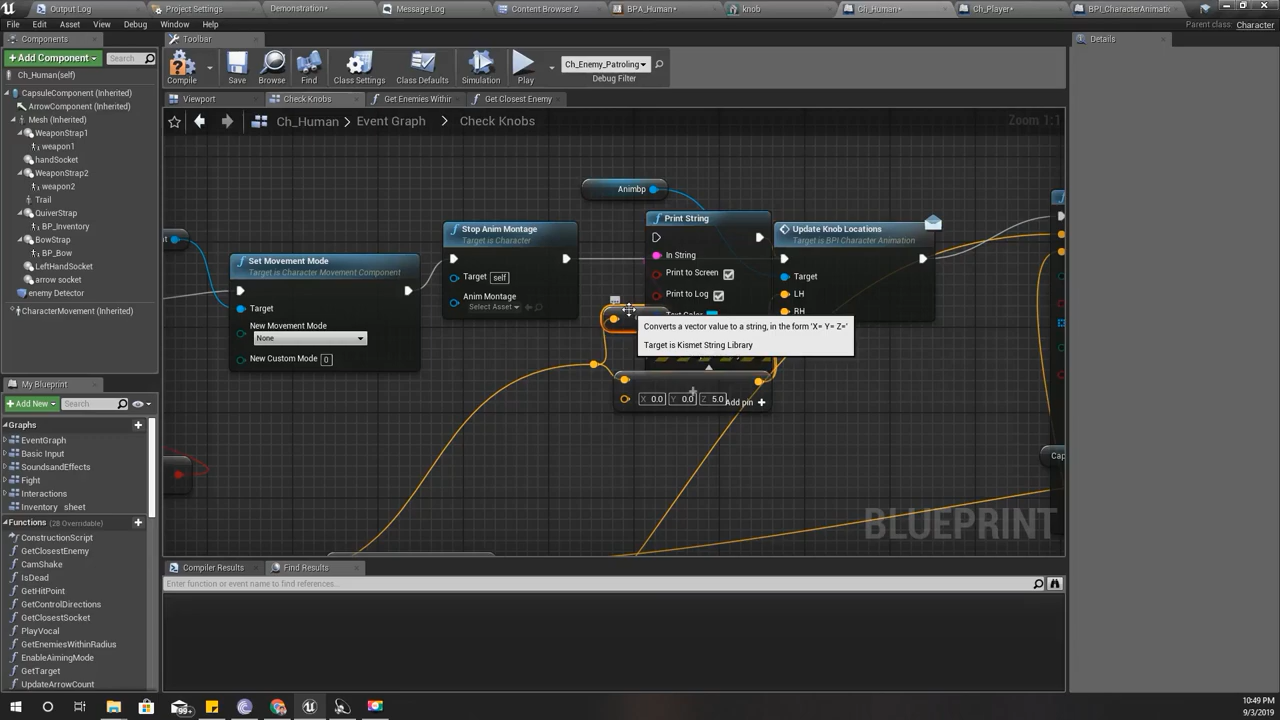 Output Log
Project Settings
Demonstration*
Message Log
Content Browser 2
BPA_Human*
knob
Ch_Human*
Ch_Player*
BPI_CharacterAnimatio
File Edit Asset View Debug Window Help
Parent class: Character
Components
Toolbar
Details
+Add Component
Search
Ch_Human(self)
CapsuleComponent (Inherited)
ArrowComponent (Inherited)
Mesh (Inherited)
WeaponStrap1
weapon1
handSocket
WeaponStrap2
weapon2
Trail
QuiverStrap
BP_Inventory
BowStrap
BP_Bow
LeftHandSocket
arrow socket
enemy Detector
CharacterMovement (Inherited)
Compile
Save
Browse
Find
Class Settings
Class Defaults
Simulation
Play
Ch_Enemy_Patroling
Debug Filter
Viewport
Check Knobs
Get Enemies Withir
Get Closest Enemy
Ch_Human > Event Graph > Check Knobs
Zoom 1:1
Animbp
Print String
In String
Print to Screen
Print to Log
Update Knob Locations
Target is BPI Character Animation
Target
LH
RH
Stop Anim Montage
Target is Character
Target self
Anim Montage
Select Asset
Set Movement Mode
Target is Character Movement Component
Target
New Movement Mode
None
New Custom Mode 0
Converts a vector value to a string, in the form 'X= Y= Z='
Target is Kismet String Library
X 0.0 Y 0.0 Z 5.0 Add pin +
Cap
BLUEPRINT
My Blueprint
+Add New
Search
Graphs
EventGraph
Basic Input
SoundsandEffects
Fight
Interactions
Inventory sheet
Functions (28 Overridable)
ConstructionScript
GetClosestEnemy
CamShake
IsDead
GetHitPoint
GetControlDirections
GetClosestSocket
PlayVocal
GetEnemiesWithinRadius
EnableAimingMode
GetTarget
UpdateArrowCount
Compiler Results
Find Results
Enter function or event name to find references...
99+
10:49 PM
9/3/2019